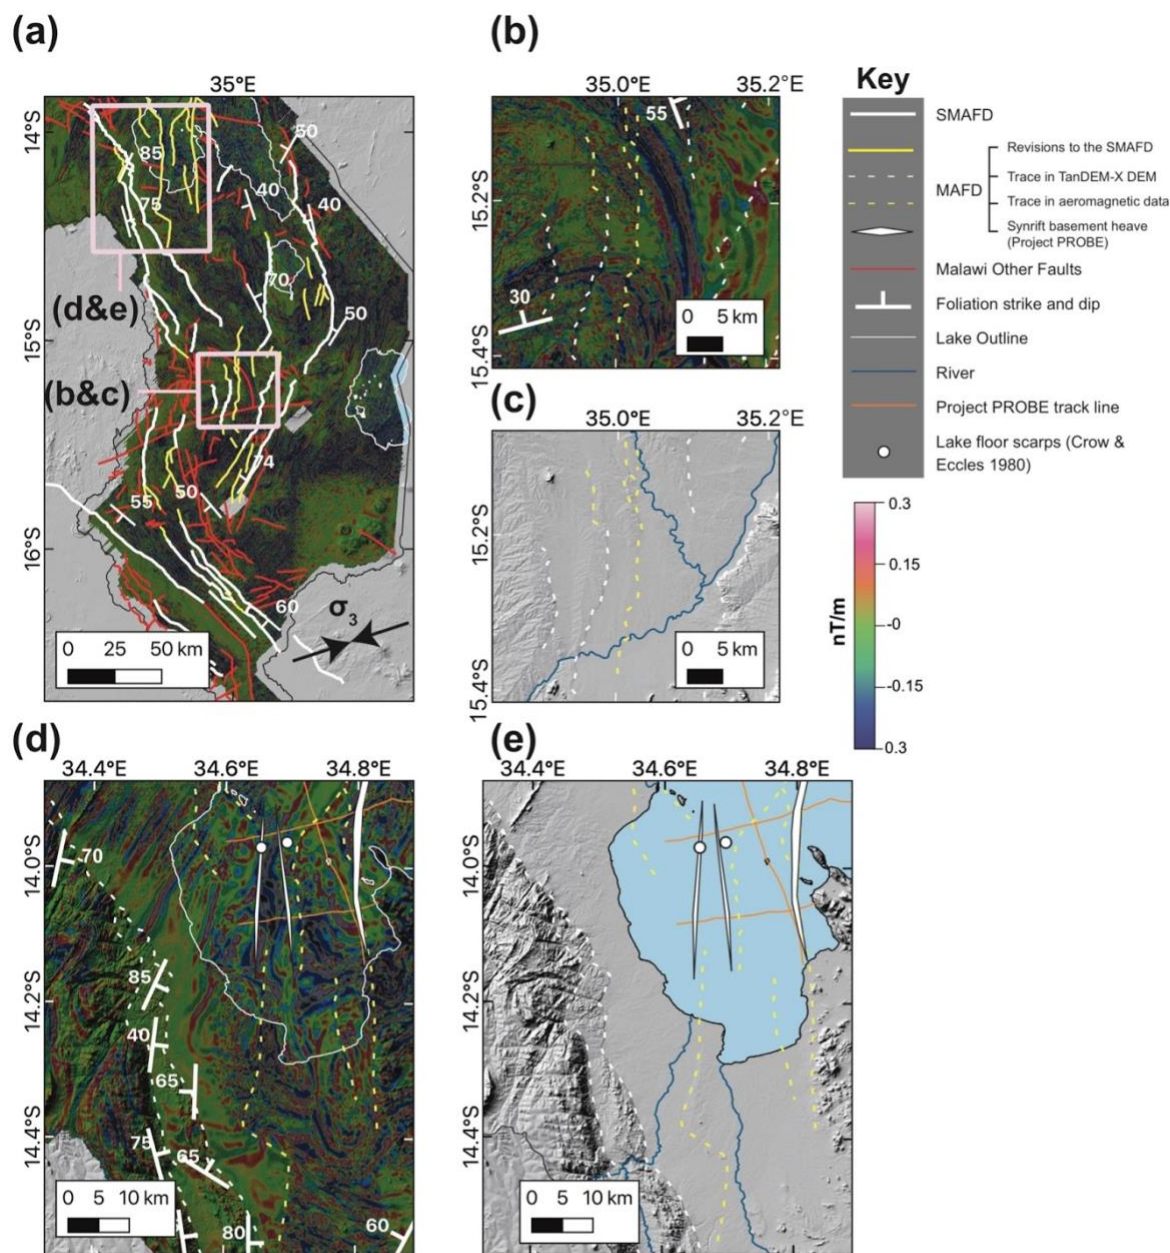 (a)
35°E
14°S
15°S
16°S
50
85
40
75
40
70
50
74
50
55
60
(d&e)
(b&c)
σ3
0 25 50 km
(b)
35.0°E 35.2°E
55
15.2°S
30
15.4°S
0 5 km
(c)
35.0°E 35.2°E
15.2°S
15.4°S
0 5 km
Key
SMAFD
Revisions to the SMAFD
MAFD
Trace in TanDEM-X DEM
Trace in aeromagnetic data
Synrift basement heave
(Project PROBE)
Malawi Other Faults
Foliation strike and dip
Lake Outline
River
Project PROBE track line
Lake floor scarps (Crow &
Eccles 1980)
0.3
0.15
-0
-0.15
-0.3
nT/m
(d)
34.4°E 34.6°E 34.8°E
14.0°S
14.2°S
14.4°S
70
85
40
65
75
65
80
60
0 5 10 km
(e)
34.4°E 34.6°E 34.8°E
14.0°S
14.2°S
14.4°S
0 5 10 km